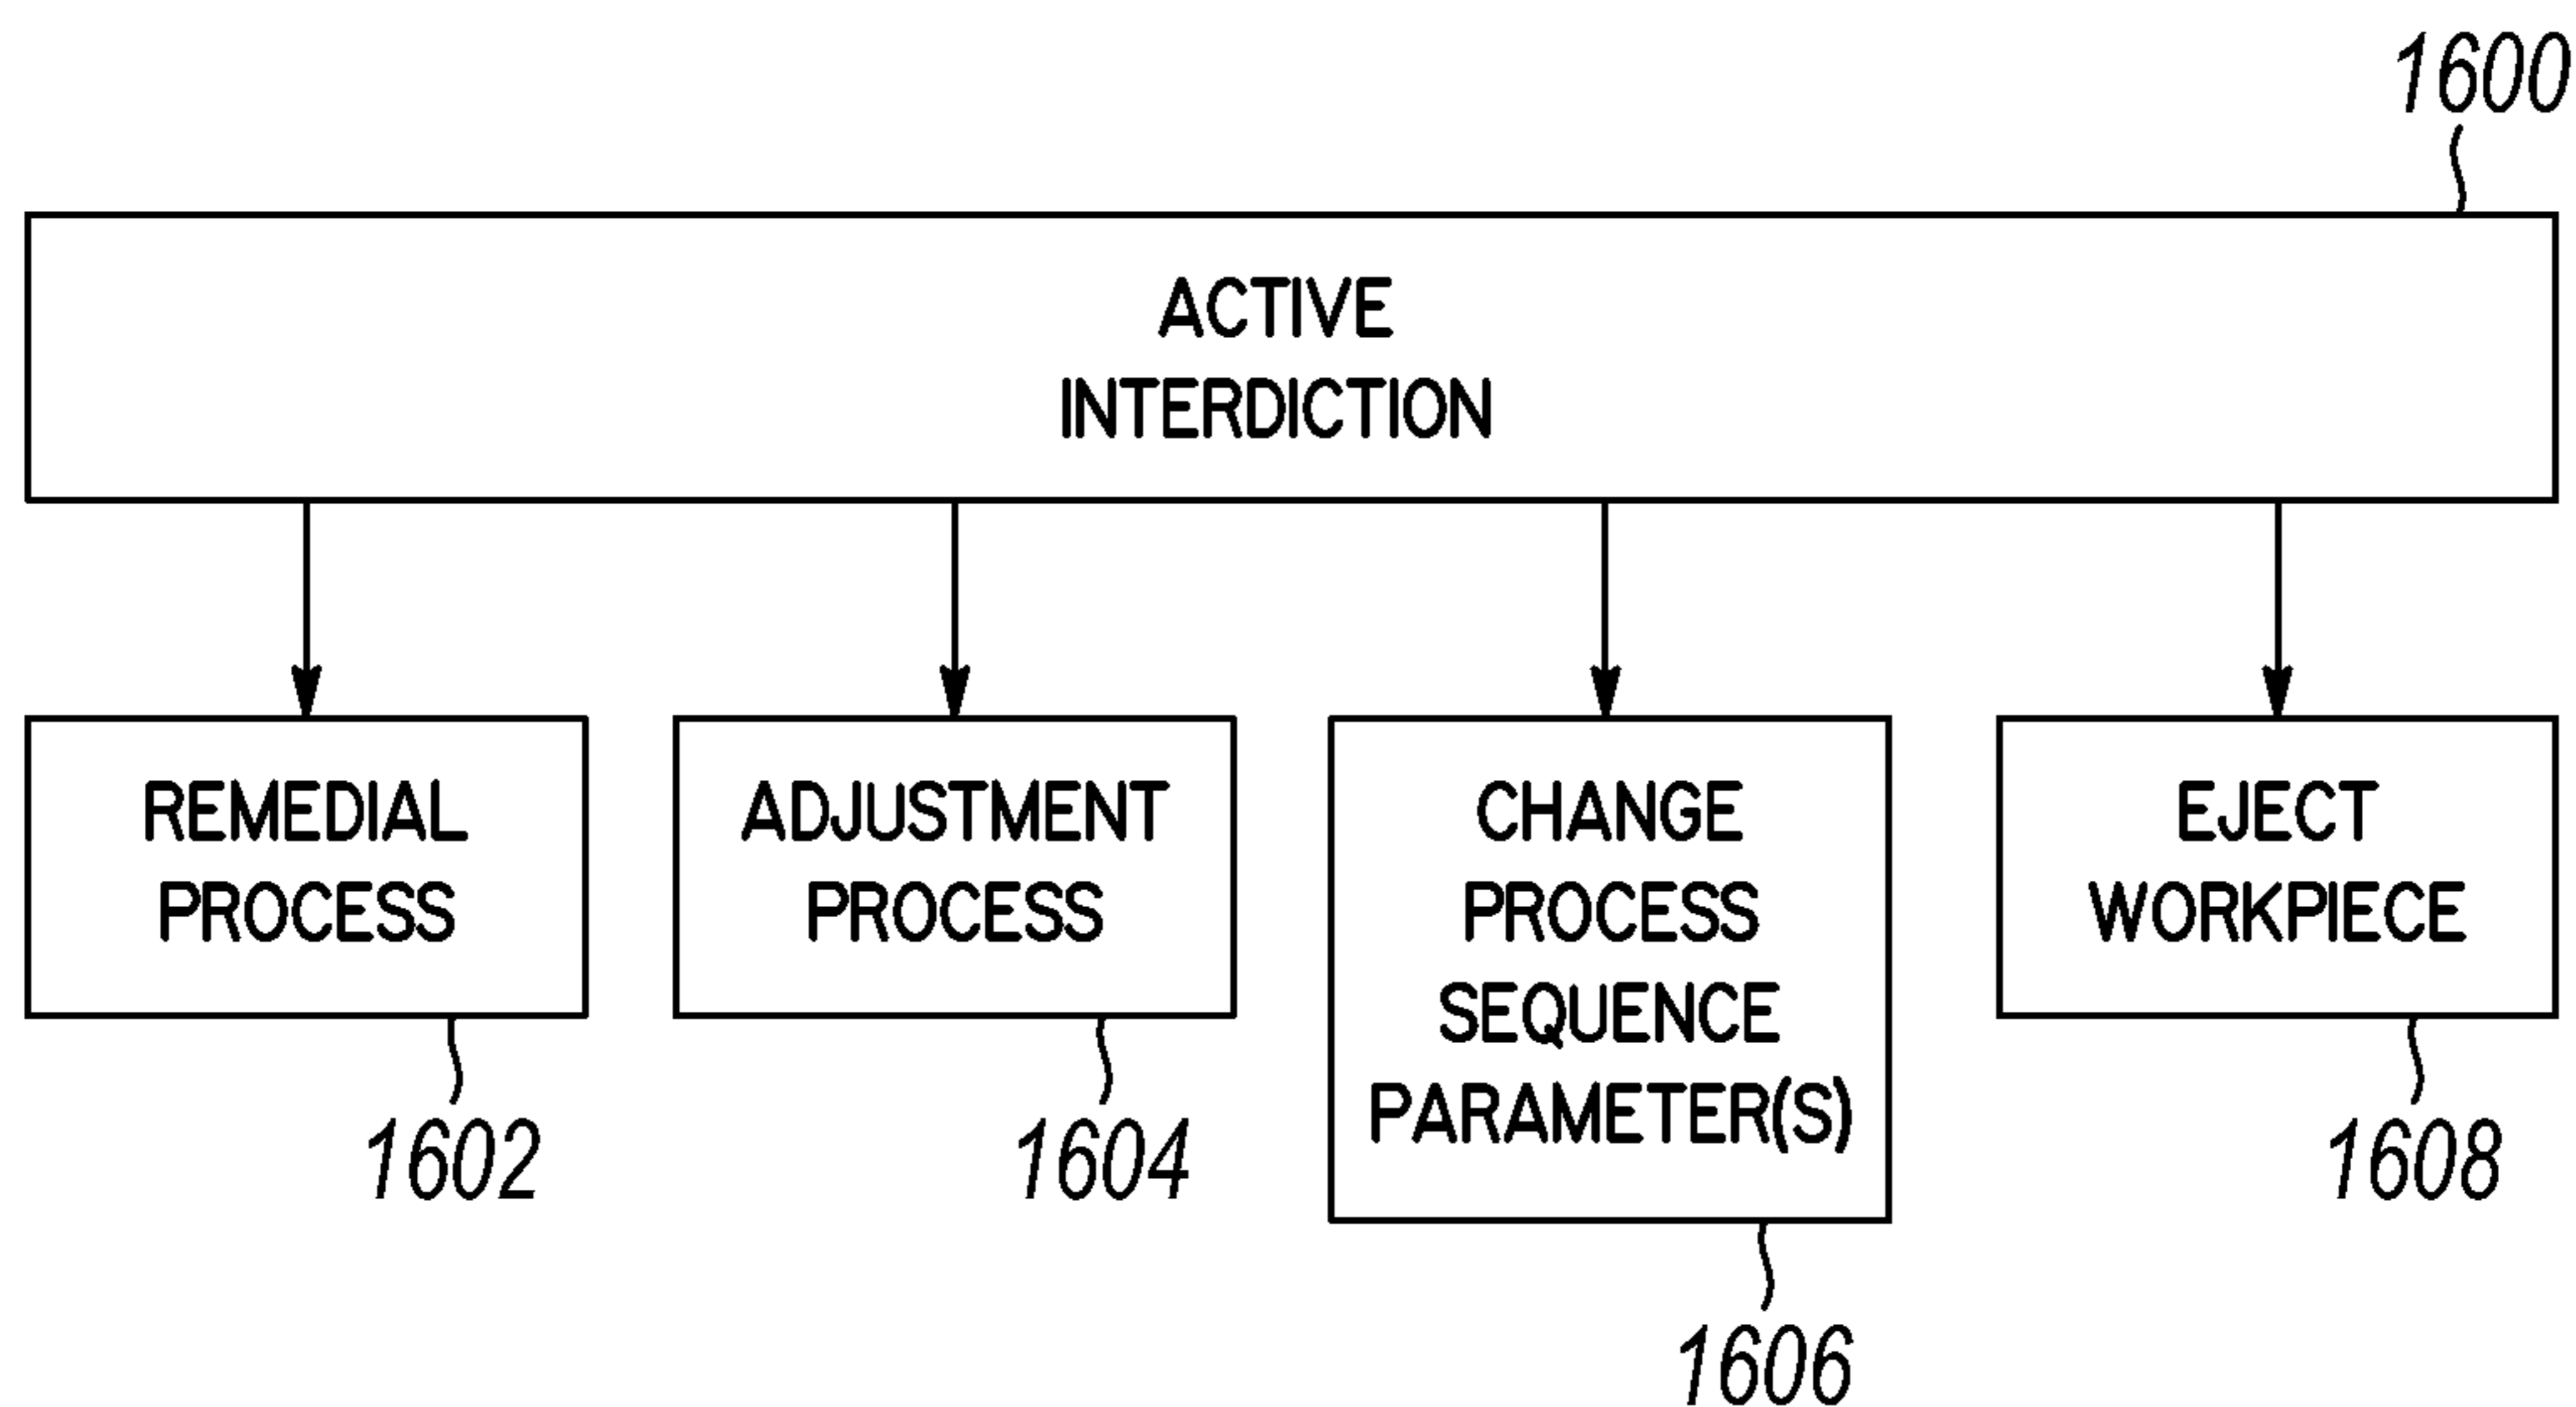 1600
ACTIVE
INTERDICTION
REMEDIAL
PROCESS
1602
ADJUSTMENT
PROCESS
1604
CHANGE
PROCESS
SEQUENCE
PARAMETER(S)
1606
EJECT
WORKPIECE
1608